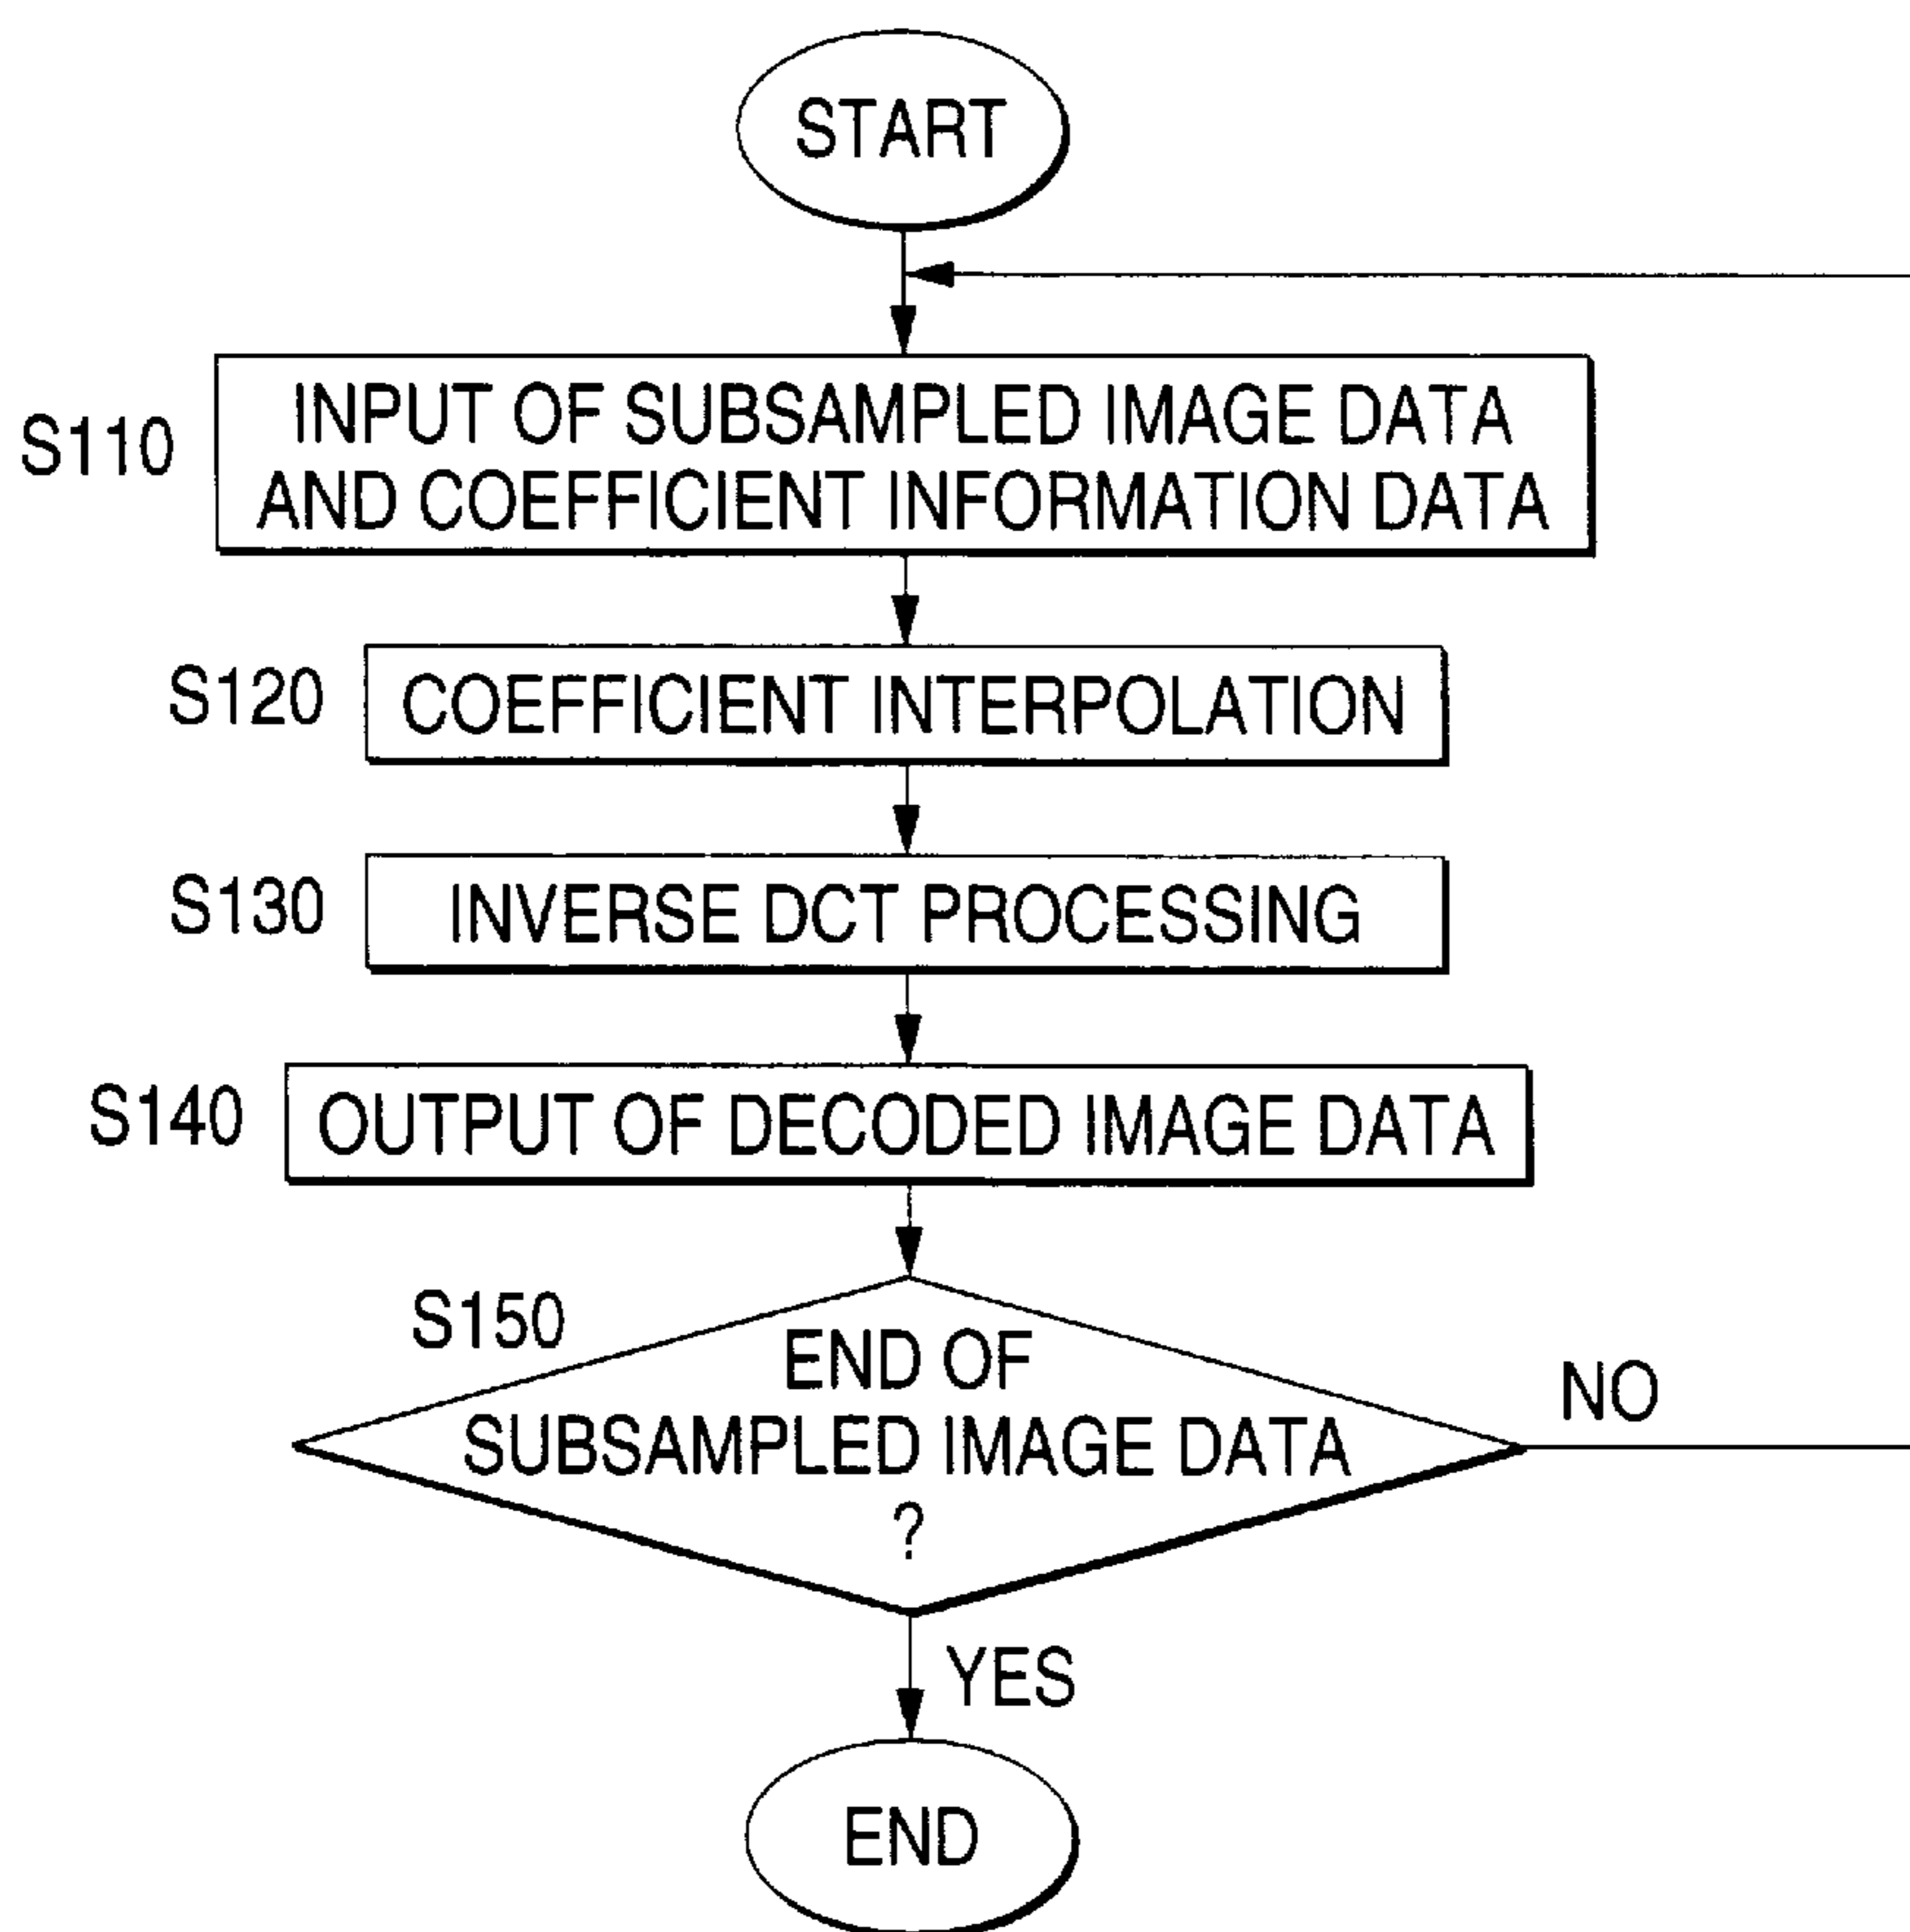 START
S110
INPUT OF SUBSAMPLED IMAGE DATA
AND COEFFICIENT INFORMATION DATA
S120
COEFFICIENT INTERPOLATION
S130
INVERSE DCT PROCESSING
S140
OUTPUT OF DECODED IMAGE DATA
S150
END OF
SUBSAMPLED IMAGE DATA
?
NO
YES
END